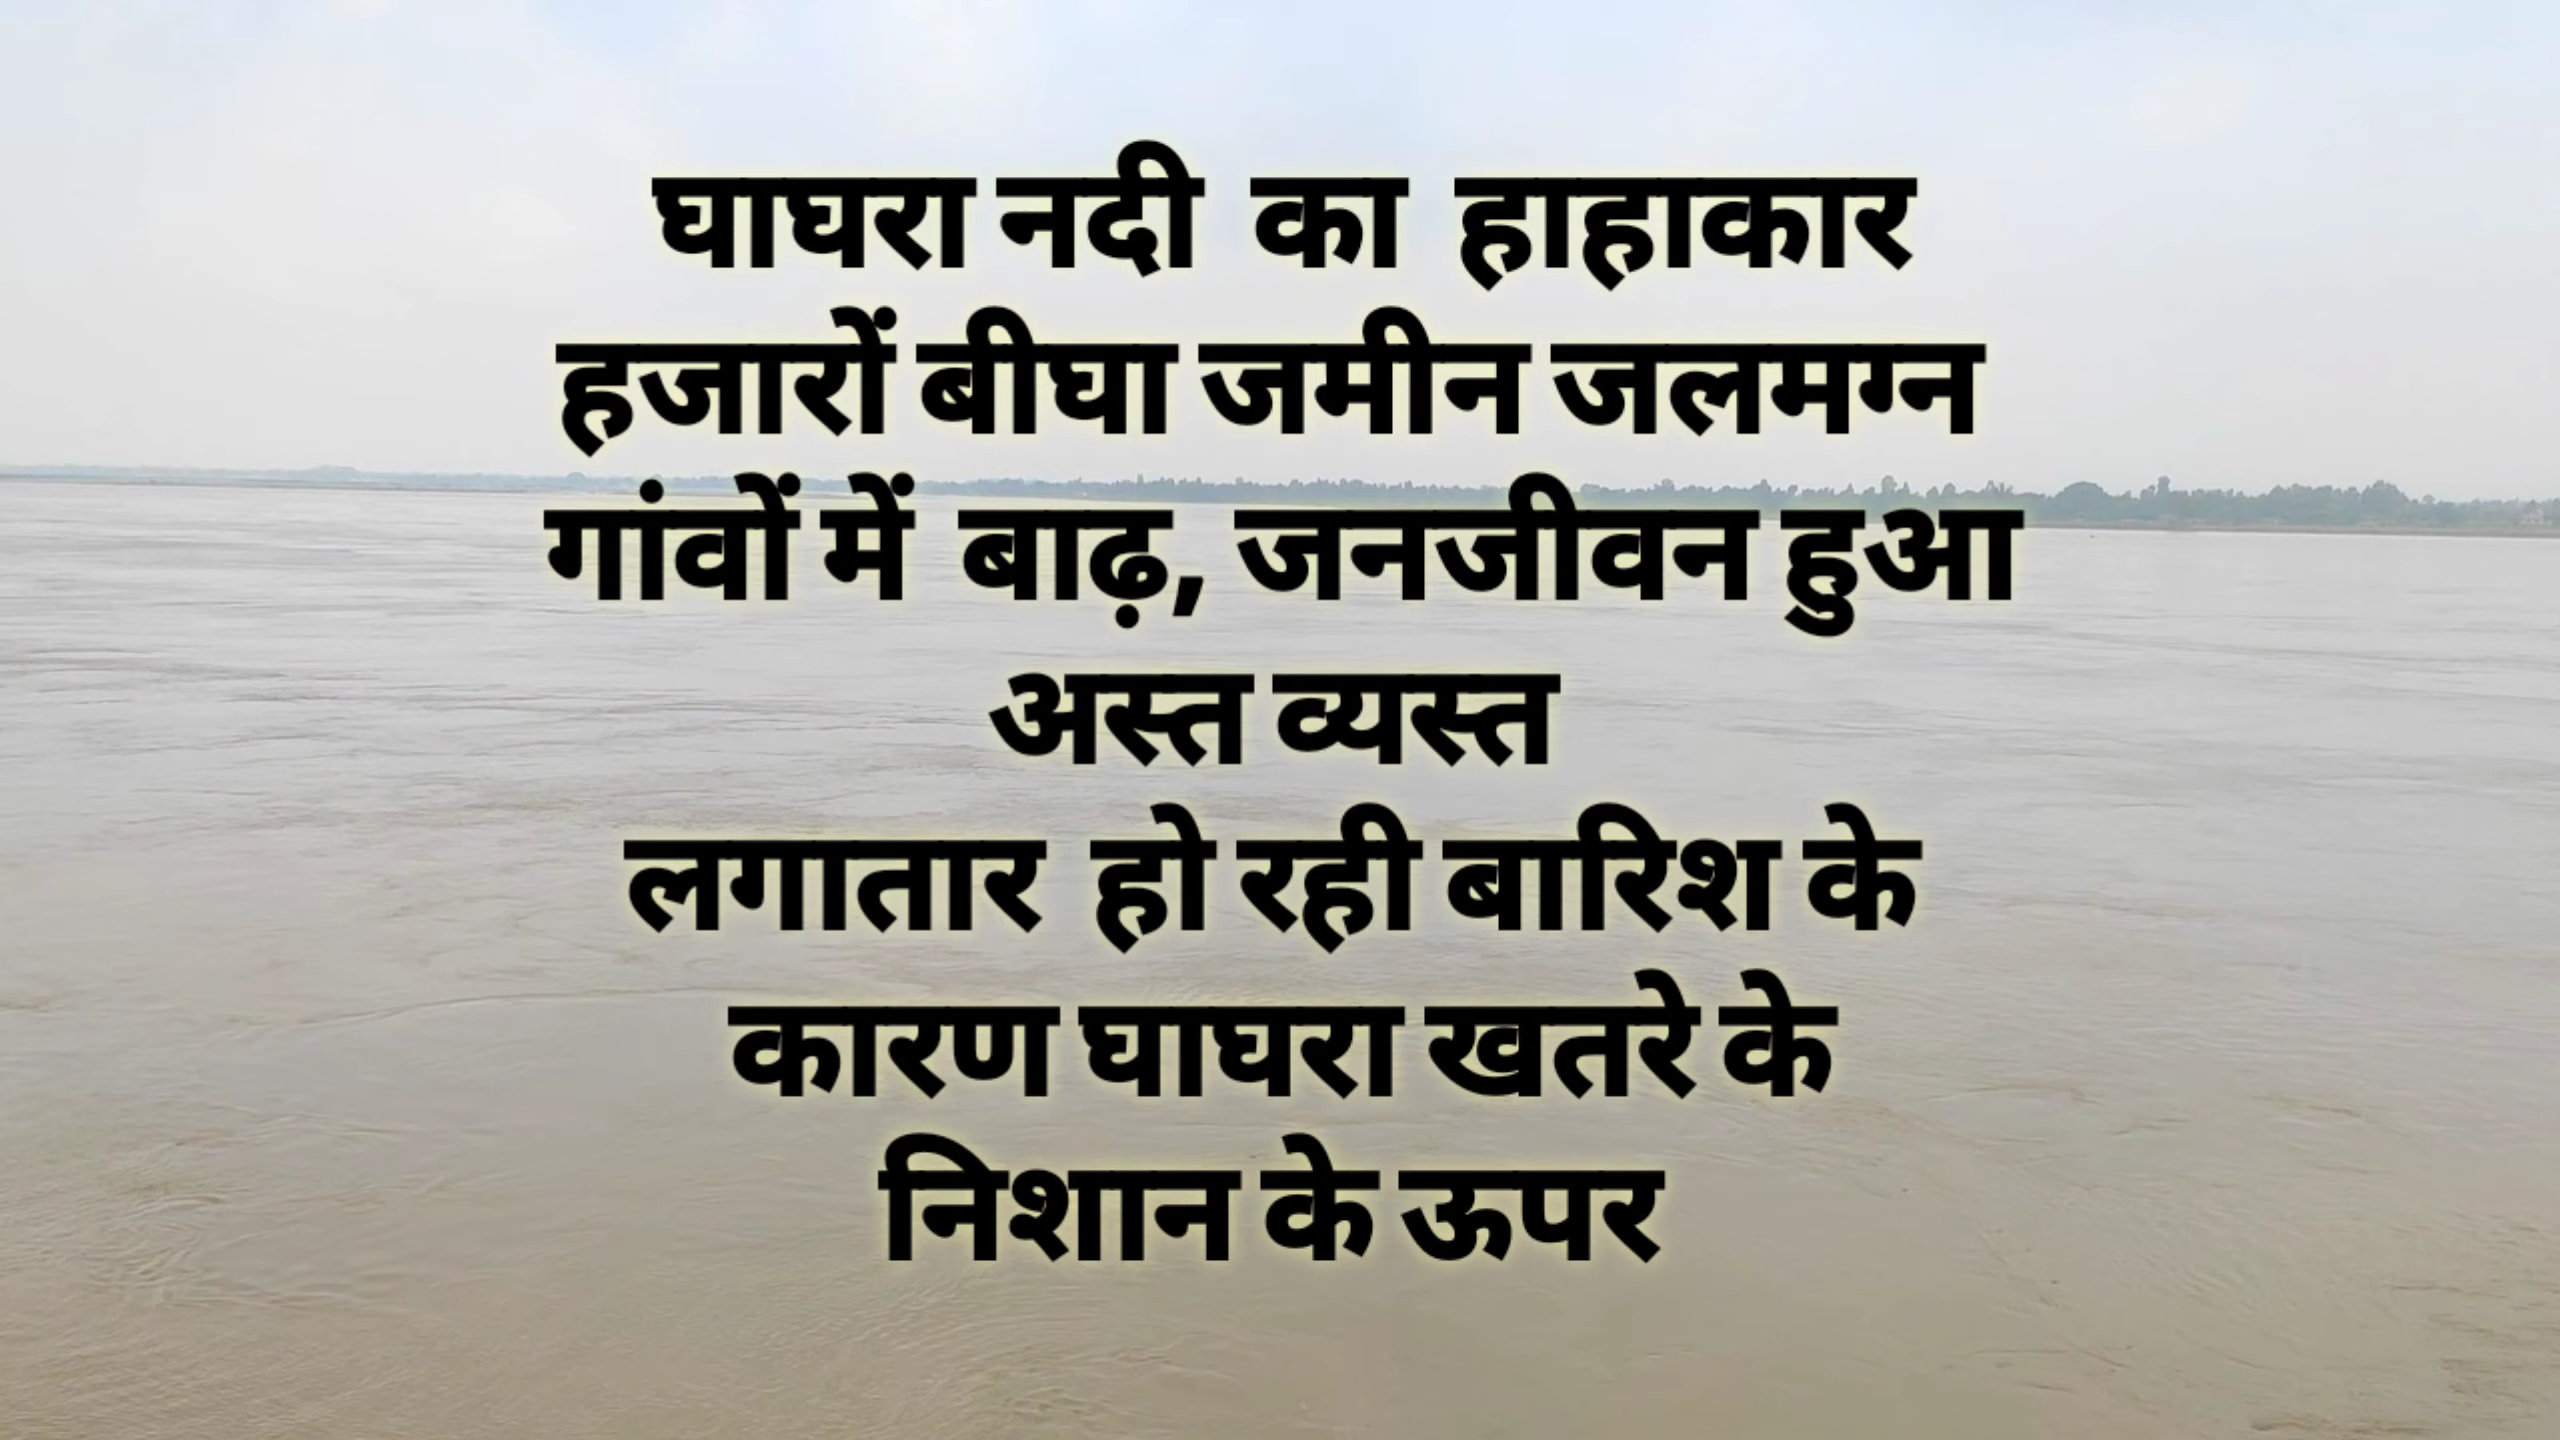 घाघरा नदी का हाहाकार
हजारों बीघा जमीन जलमग्न
गांवों में बाढ़, जनजीवन हुआ
अस्त व्यस्त
लगातार हो रही बारिश के
कारण घाघरा खतरे के
निशान के ऊपर